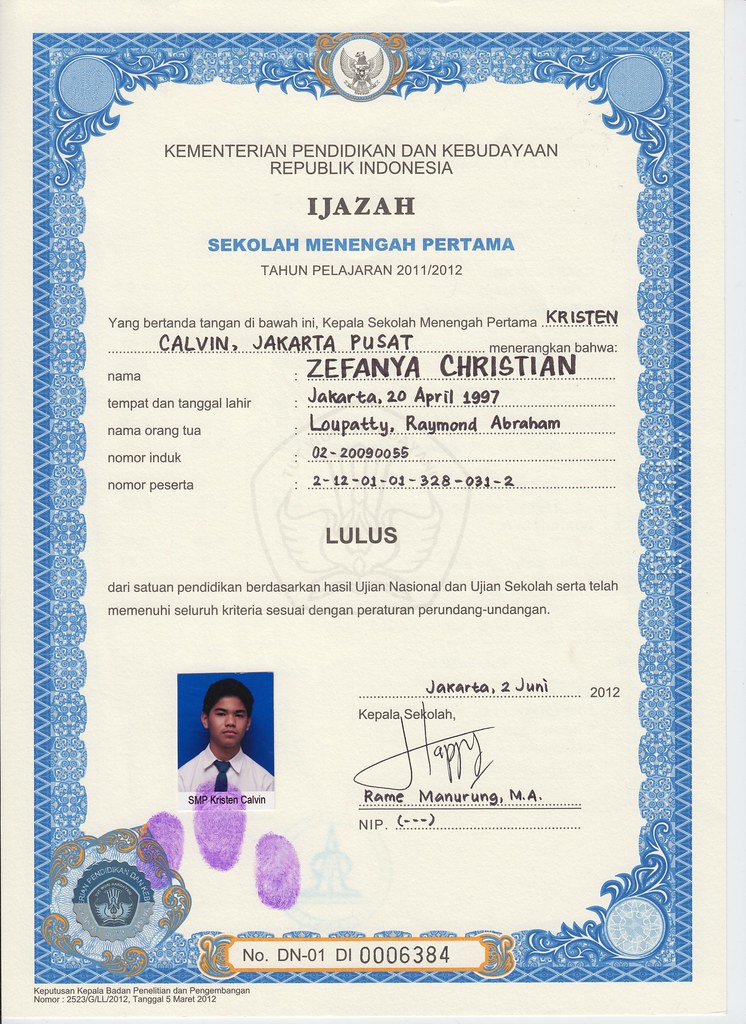 KEMENTERIAN PENDIDIKAN DAN KEBUDAYAAN
REPUBLIK INDONESIA
IJAZAH
SEKOLAH MENENGAH PERTAMA
TAHUN PELAJARAN 2011/2012
Yang bertanda tangan di bawah ini, Kepala Sekolah Menengah Pertama KRISTEN
CALVIN, JAKARTA PUSAT menerangkan bahwa:
nama : ZEFANYA CHRISTIAN
tempat dan tanggal lahir : Jakarta, 20 April 1997
nama orang tua : Loupatty, Raymond Abraham
nomor induk : 02-20090055
nomor peserta : 2-12-01-01-328-031-2
LULUS
dari satuan pendidikan berdasarkan hasil Ujian Nasional dan Ujian Sekolah serta telah
memenuhi seluruh kriteria sesuai dengan peraturan perundang-undangan.
Jakarta, 2 Juni 2012
Kepala Sekolah,
Happy
Rame Manurung, M.A.
NIP. (---)
SMP Kristen Calvin
No. DN-01 DI 0006384
Keputusan Kepala Badan Penelitian dan Pengembangan
Nomor : 2523/G/LL/2012, Tanggal 5 Maret 2012